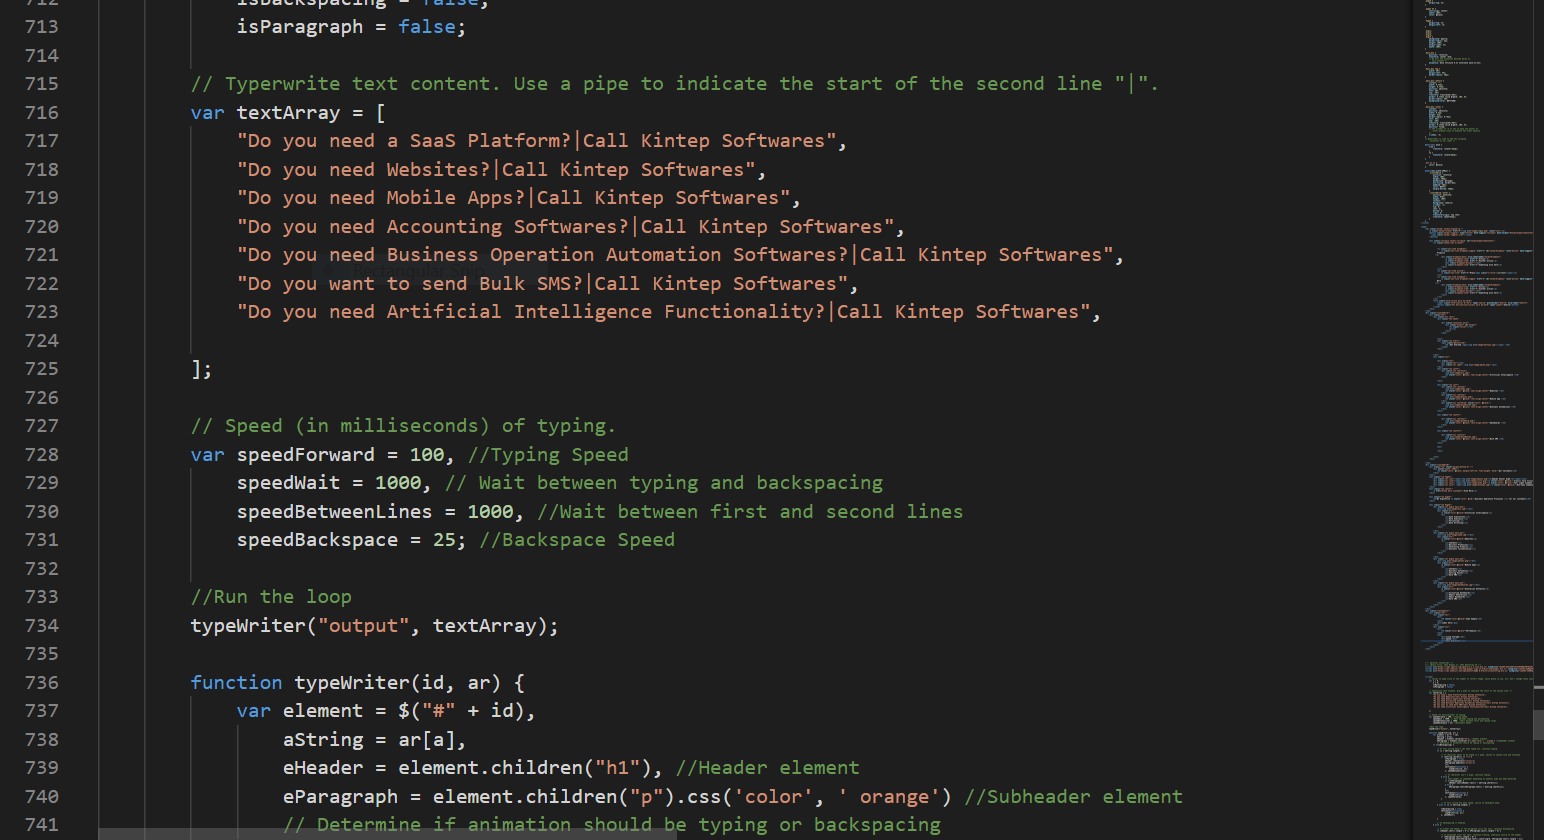 712 isBackspacing = false,
713 isParagraph = false;
714
715 // Typerwrite text content. Use a pipe to indicate the start of the second line "|".
716 var textArray = [
717 "Do you need a SaaS Platform?|Call Kintep Softwares",
718 "Do you need Websites?|Call Kintep Softwares",
719 "Do you need Mobile Apps?|Call Kintep Softwares",
720 "Do you need Accounting Softwares?|Call Kintep Softwares",
721 "Do you need Business Operation Automation Softwares?|Call Kintep Softwares",
Rectangular Snip
722 "Do you want to send Bulk SMS?|Call Kintep Softwares",
723 "Do you need Artificial Intelligence Functionality?|Call Kintep Softwares",
724
725 ];
726
727 // Speed (in milliseconds) of typing.
728 var speedForward = 100, //Typing Speed
729 speedWait = 1000, // Wait between typing and backspacing
730 speedBetweenLines = 1000, //Wait between first and second lines
731 speedBackspace = 25; //Backspace Speed
732
733 //Run the loop
734 typeWriter("output", textArray);
735
736 function typeWriter(id, ar) {
737 var element = $("#" + id),
738 aString = ar[a],
739 eHeader = element.children("h1"), //Header element
740 eParagraph = element.children("p").css('color', ' orange') //Subheader element
741 // Determine if animation should be typing or backspacing